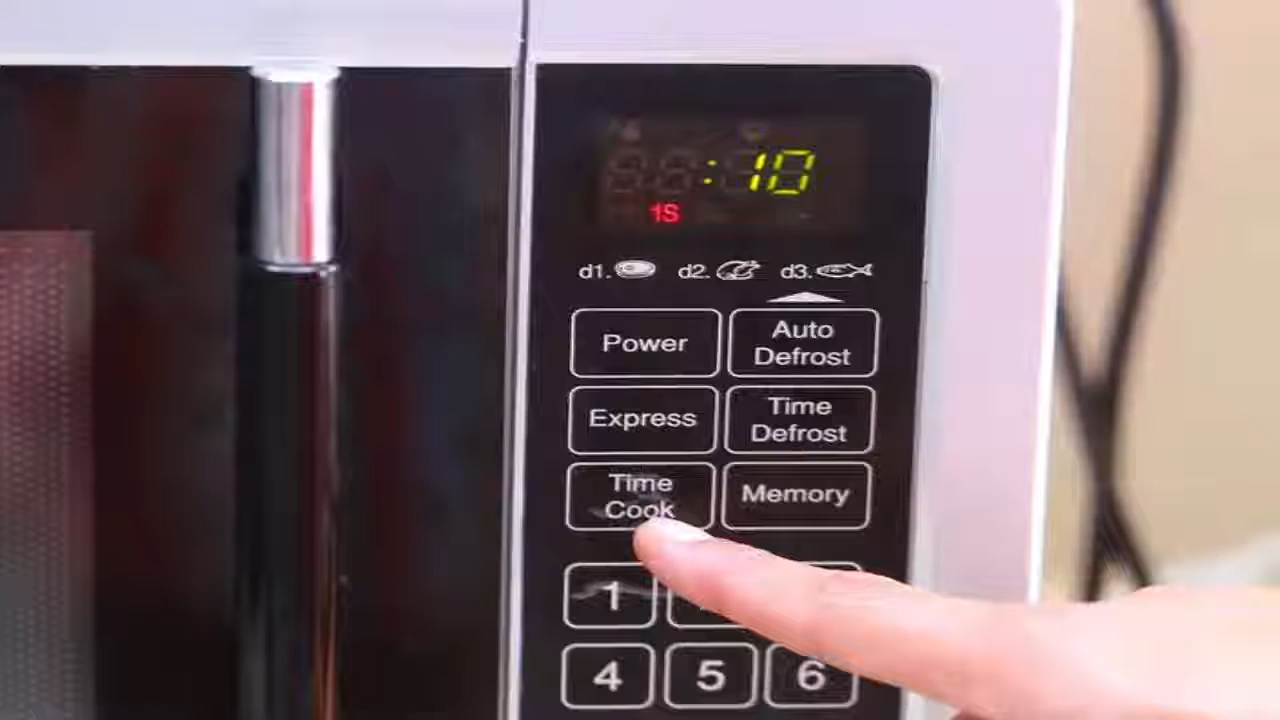 :10
1S
d1. d2. d3.
Power
Auto
Defrost
Express
Time
Defrost
Time
Cook
Memory
1
4 5 6